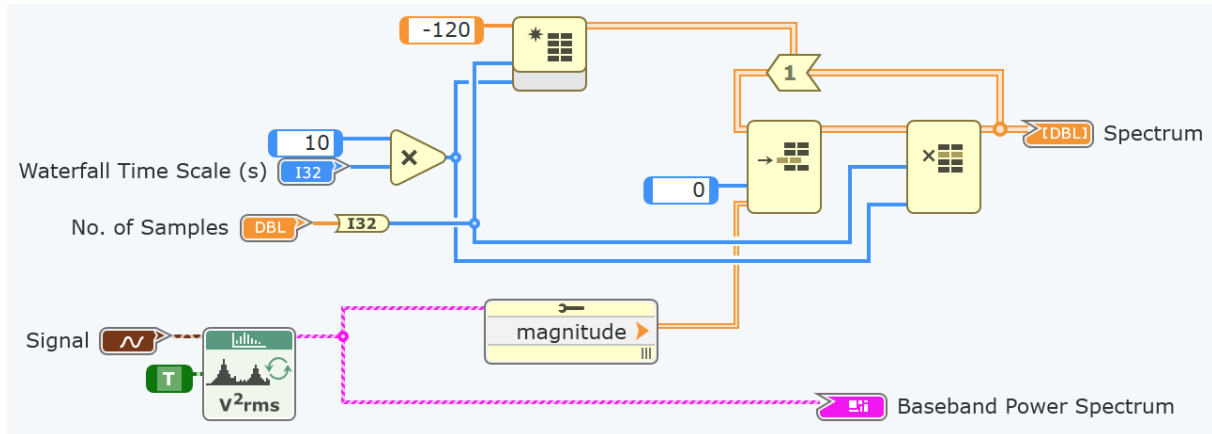 -120
1
[DBL]
Spectrum
10
×
×
Waterfall Time Scale (s)
I32
0
No. of Samples
DBL
I32
magnitude
Signal
T
V²rms
Baseband Power Spectrum